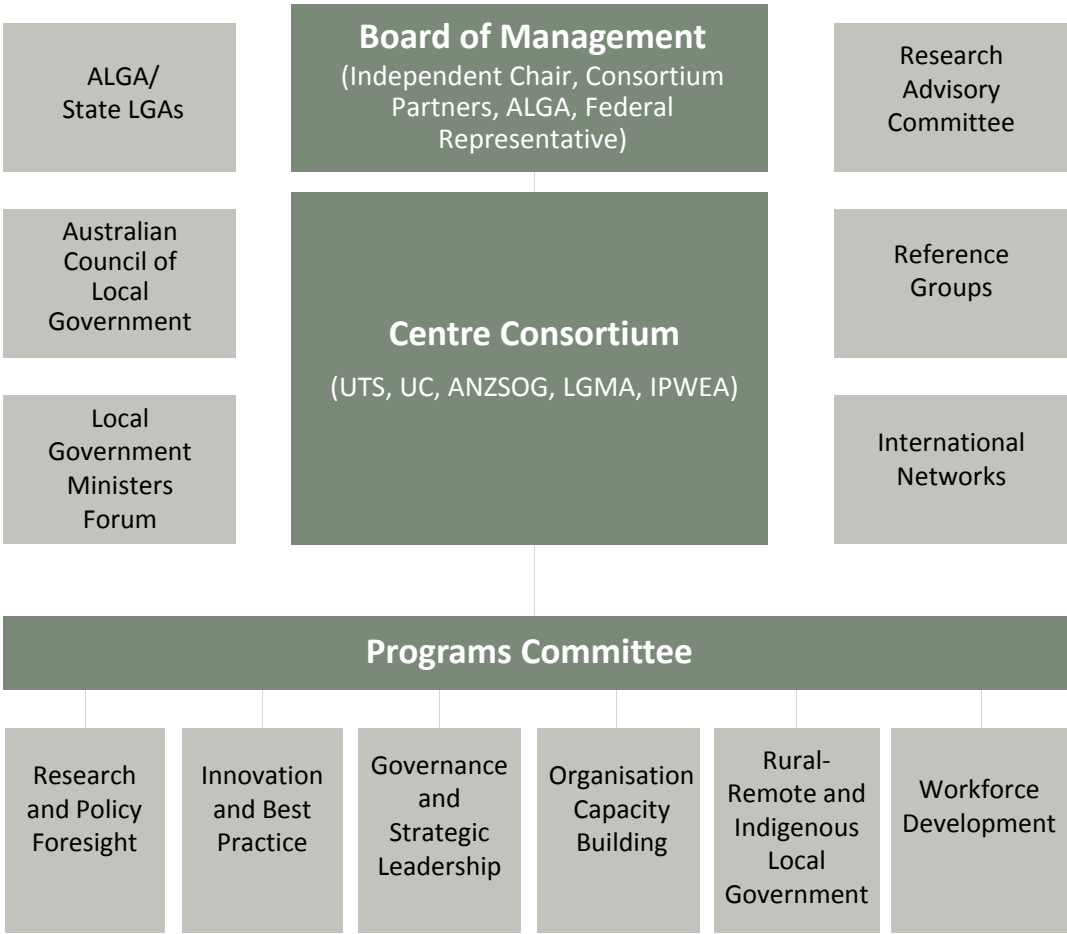 ALGA/
State LGAs
Board of Management
(Independent Chair, Consortium
Partners, ALGA, Federal
Representative)
Research
Advisory
Committee
Australian
Council of
Local
Government
Centre Consortium
(UTS, UC, ANZSOG, LGMA, IPWEA)
Reference
Groups
Local
Government
Ministers
Forum
International
Networks
Programs Committee
Research
and Policy
Foresight
Innovation
and Best
Practice
Governance
and
Strategic
Leadership
Organisation
Capacity
Building
Rural-
Remote and
Indigenous
Local
Government
Workforce
Development